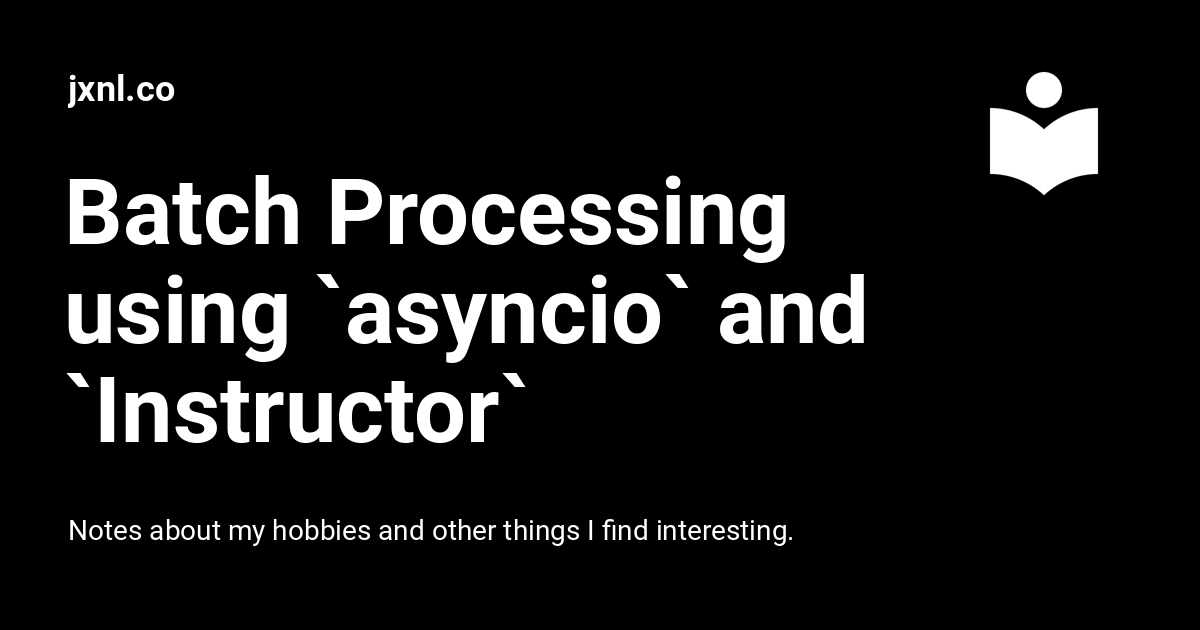 jxnl.co
Batch Processing
using `asyncio` and
`Instructor`
Notes about my hobbies and other things I find interesting.